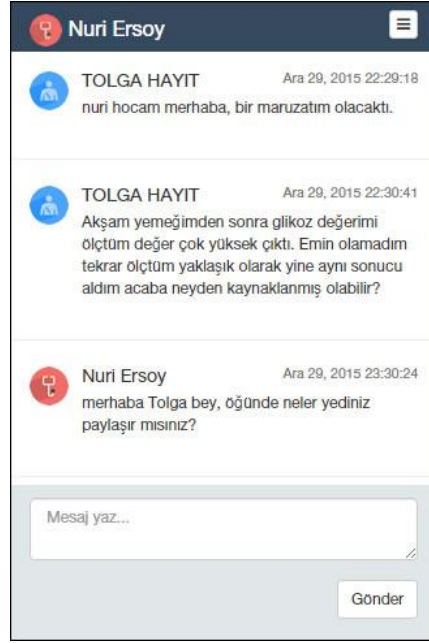 Nuri Ersoy
TOLGA HAYIT
Ara 29, 2015 22:29:18
nuri hocam merhaba, bir maruzatım olacaktı.
TOLGA HAYIT
Ara 29, 2015 22:30:41
Akşam yemeğimden sonra glikoz değerimi
ölçtüm değer çok yüksek çıktı. Emin olamadım
tekrar ölçtüm yaklaşık olarak yine aynı sonucu
aldım acaba neyden kaynaklanmış olabilir?
Nuri Ersoy
Ara 29, 2015 23:30:24
merhaba Tolga bey, öğünde neler yediniz
paylaşır mısınız?
Mesaj yaz...
Gönder